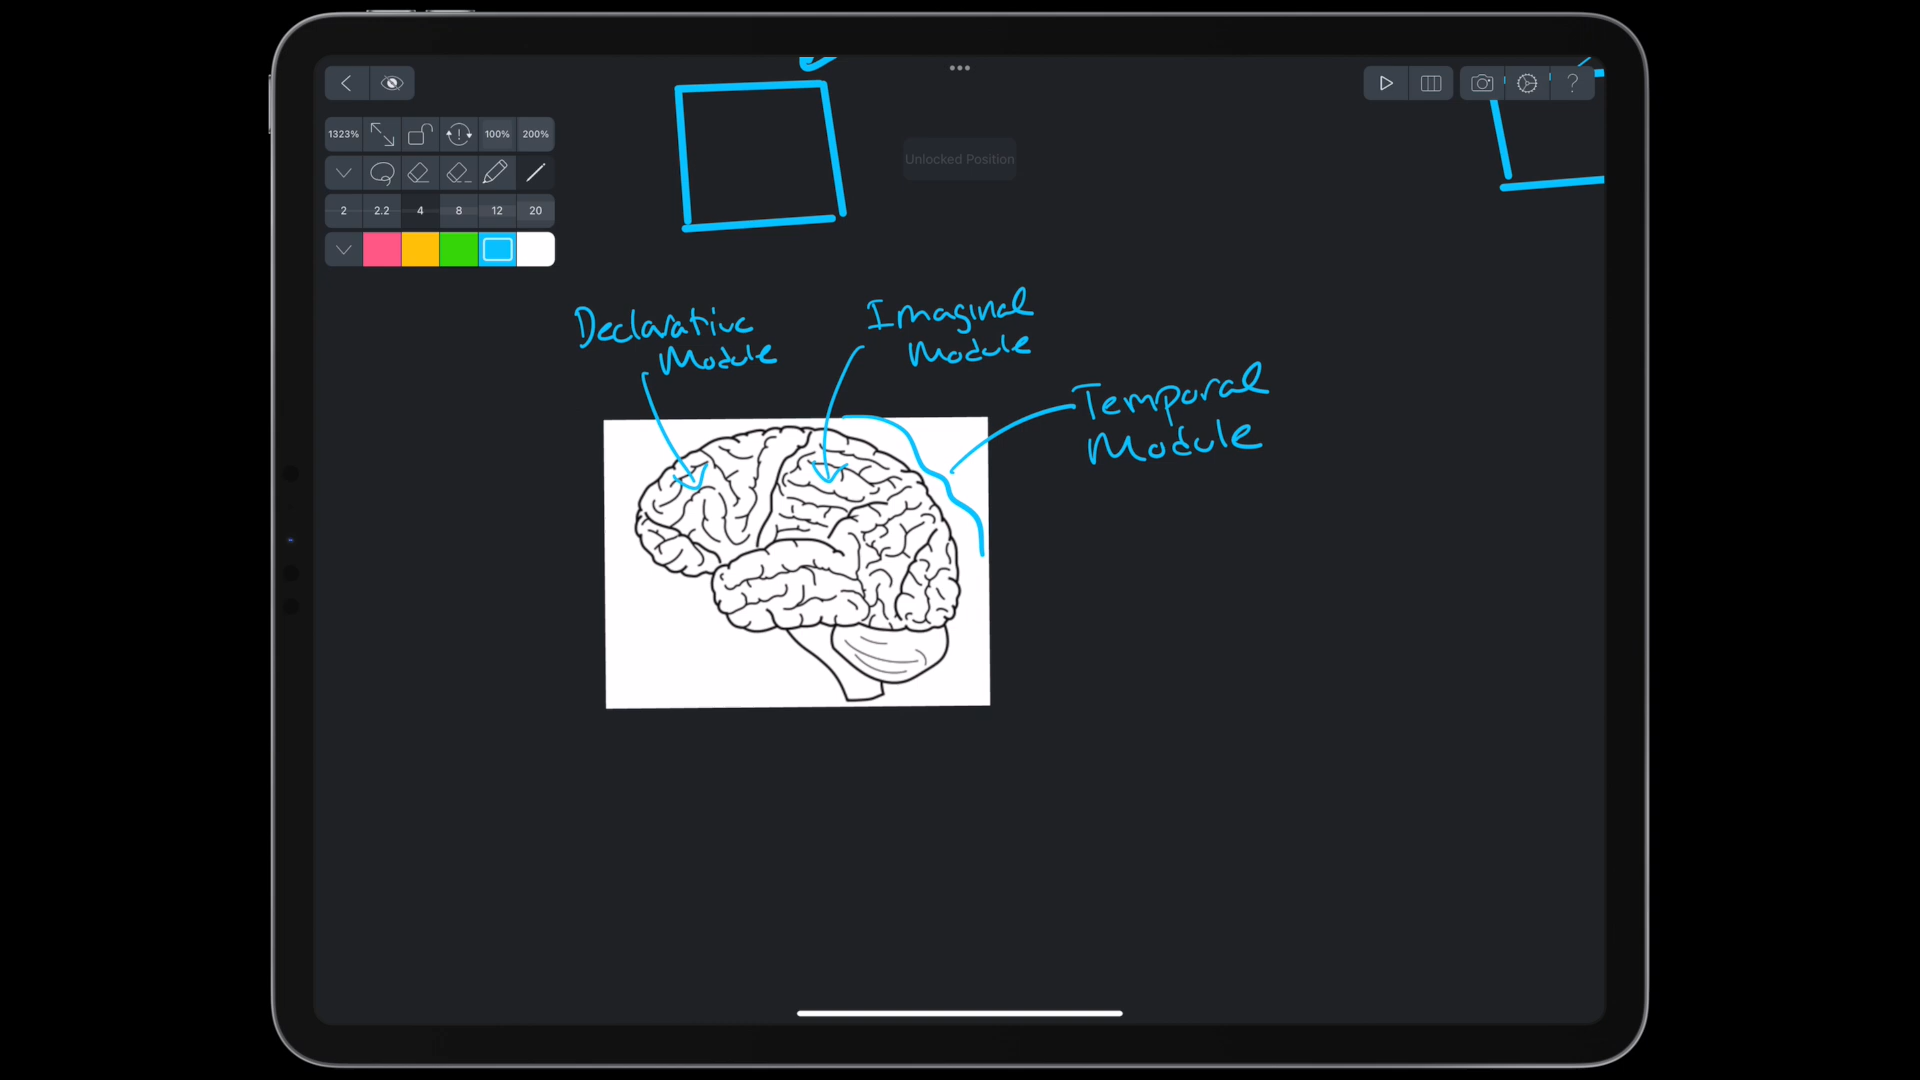 Unlocked Position
1323% 100% 200%
2 2.2 4 8 12 20
Declarative
Module
Imaginal
Module
Temporal
Module